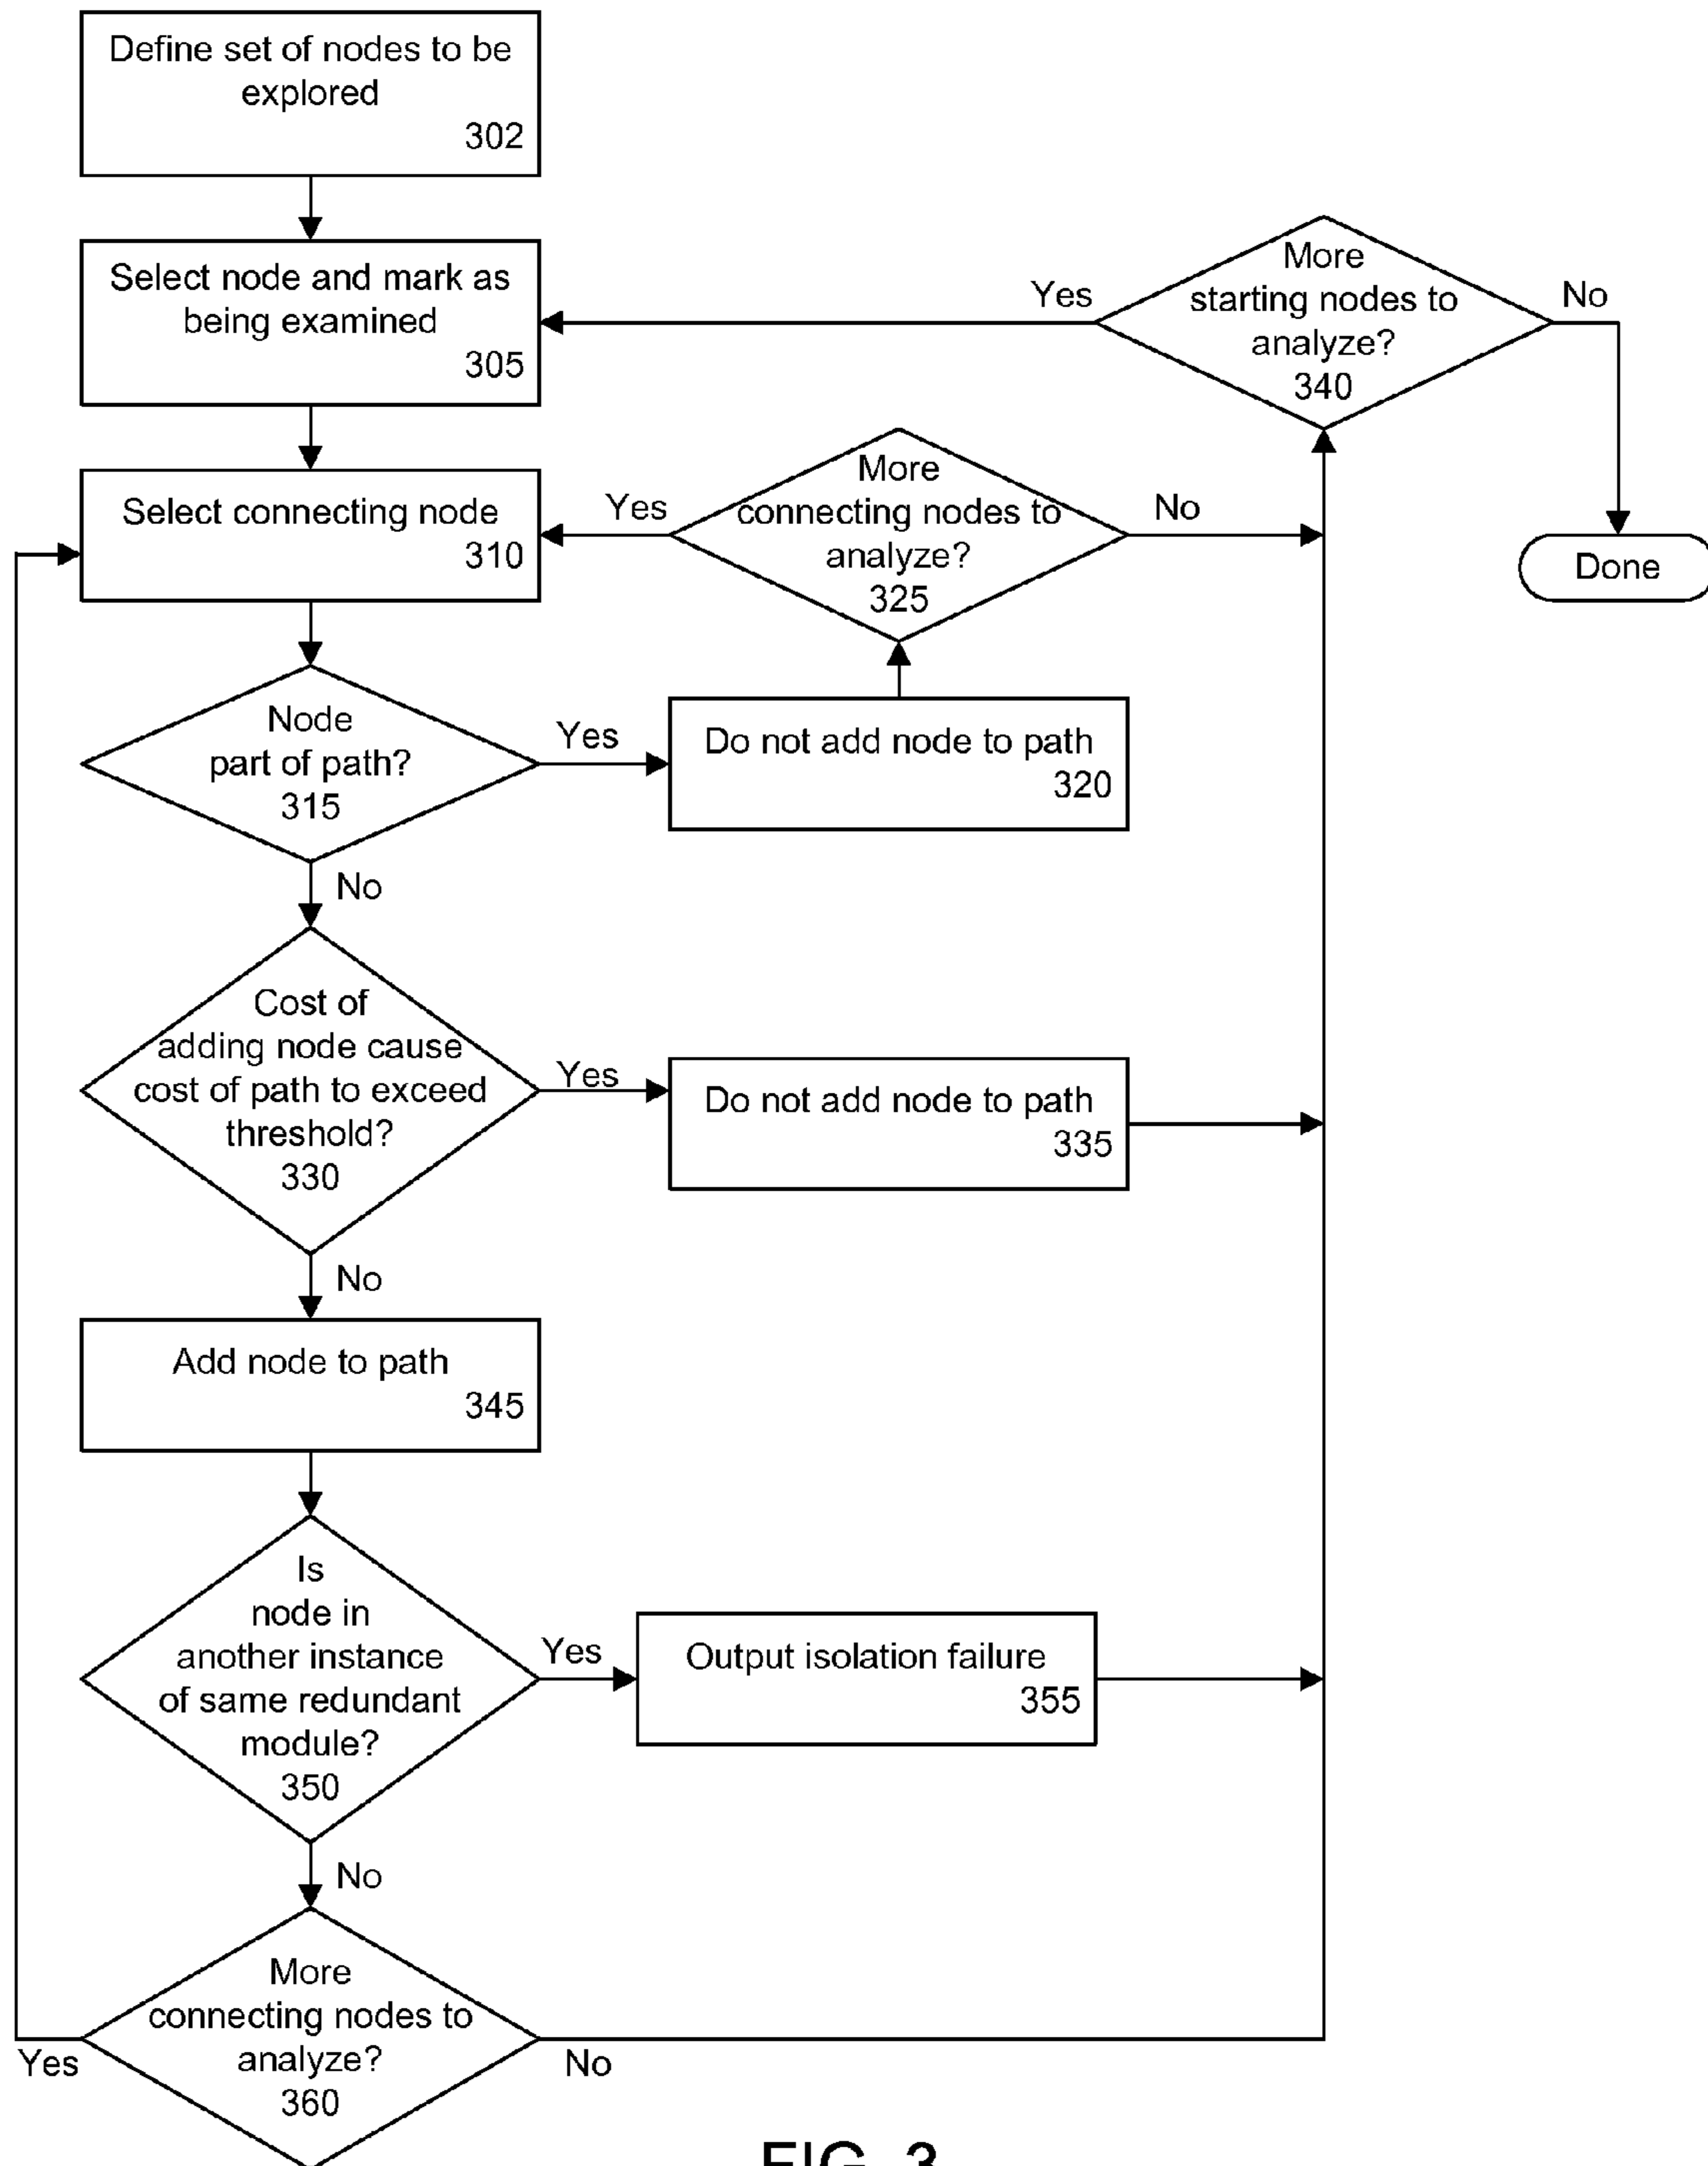 Define set of nodes to be
explored
302
Select node and mark as
being examined
305
More
starting nodes to
analyze?
340
Yes
No
Select connecting node
310
More
connecting nodes to
analyze?
325
Yes
No
Done
Node
part of path?
315
Yes
Do not add node to path
320
No
Cost of
adding node cause
cost of path to exceed
threshold?
330
Yes
Do not add node to path
335
No
Add node to path
345
Is
node in
another instance
of same redundant
module?
350
Yes
Output isolation failure
355
No
More
connecting nodes to
analyze?
360
Yes
No
FIG. 3